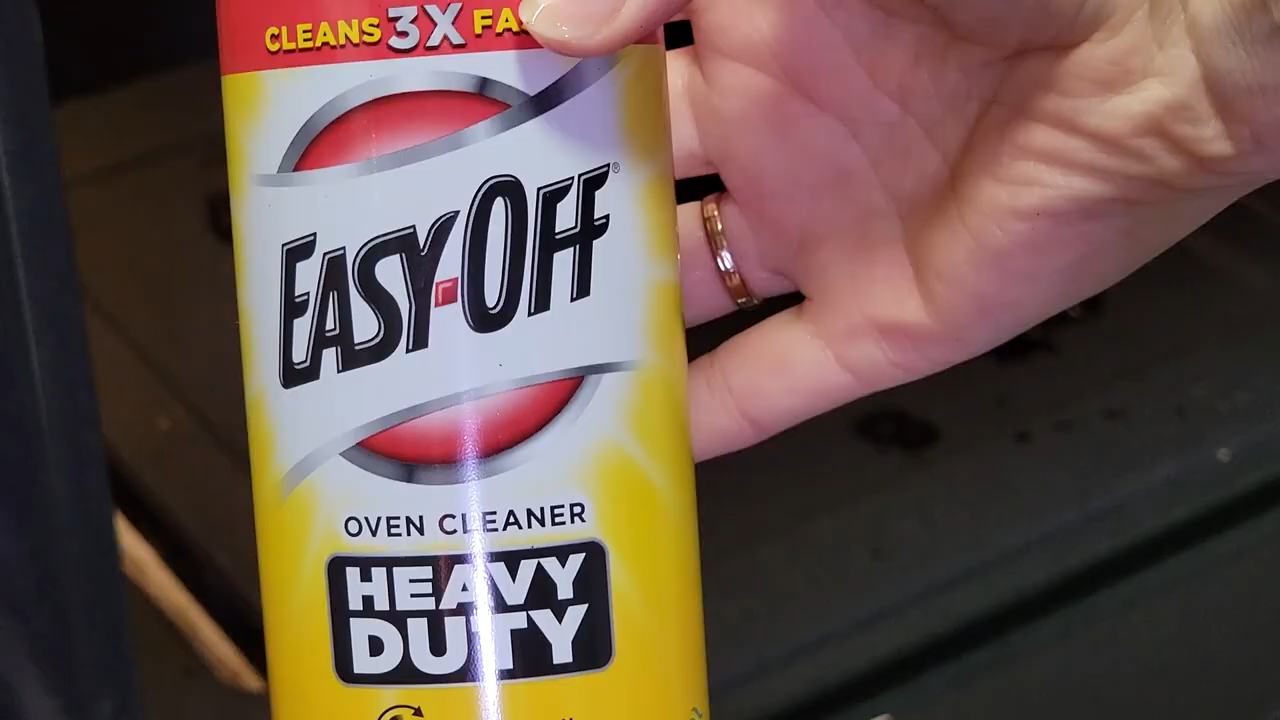 CLEANS 3X
EASY-OFF®
OVEN CLEANER
HEAVY
DUTY